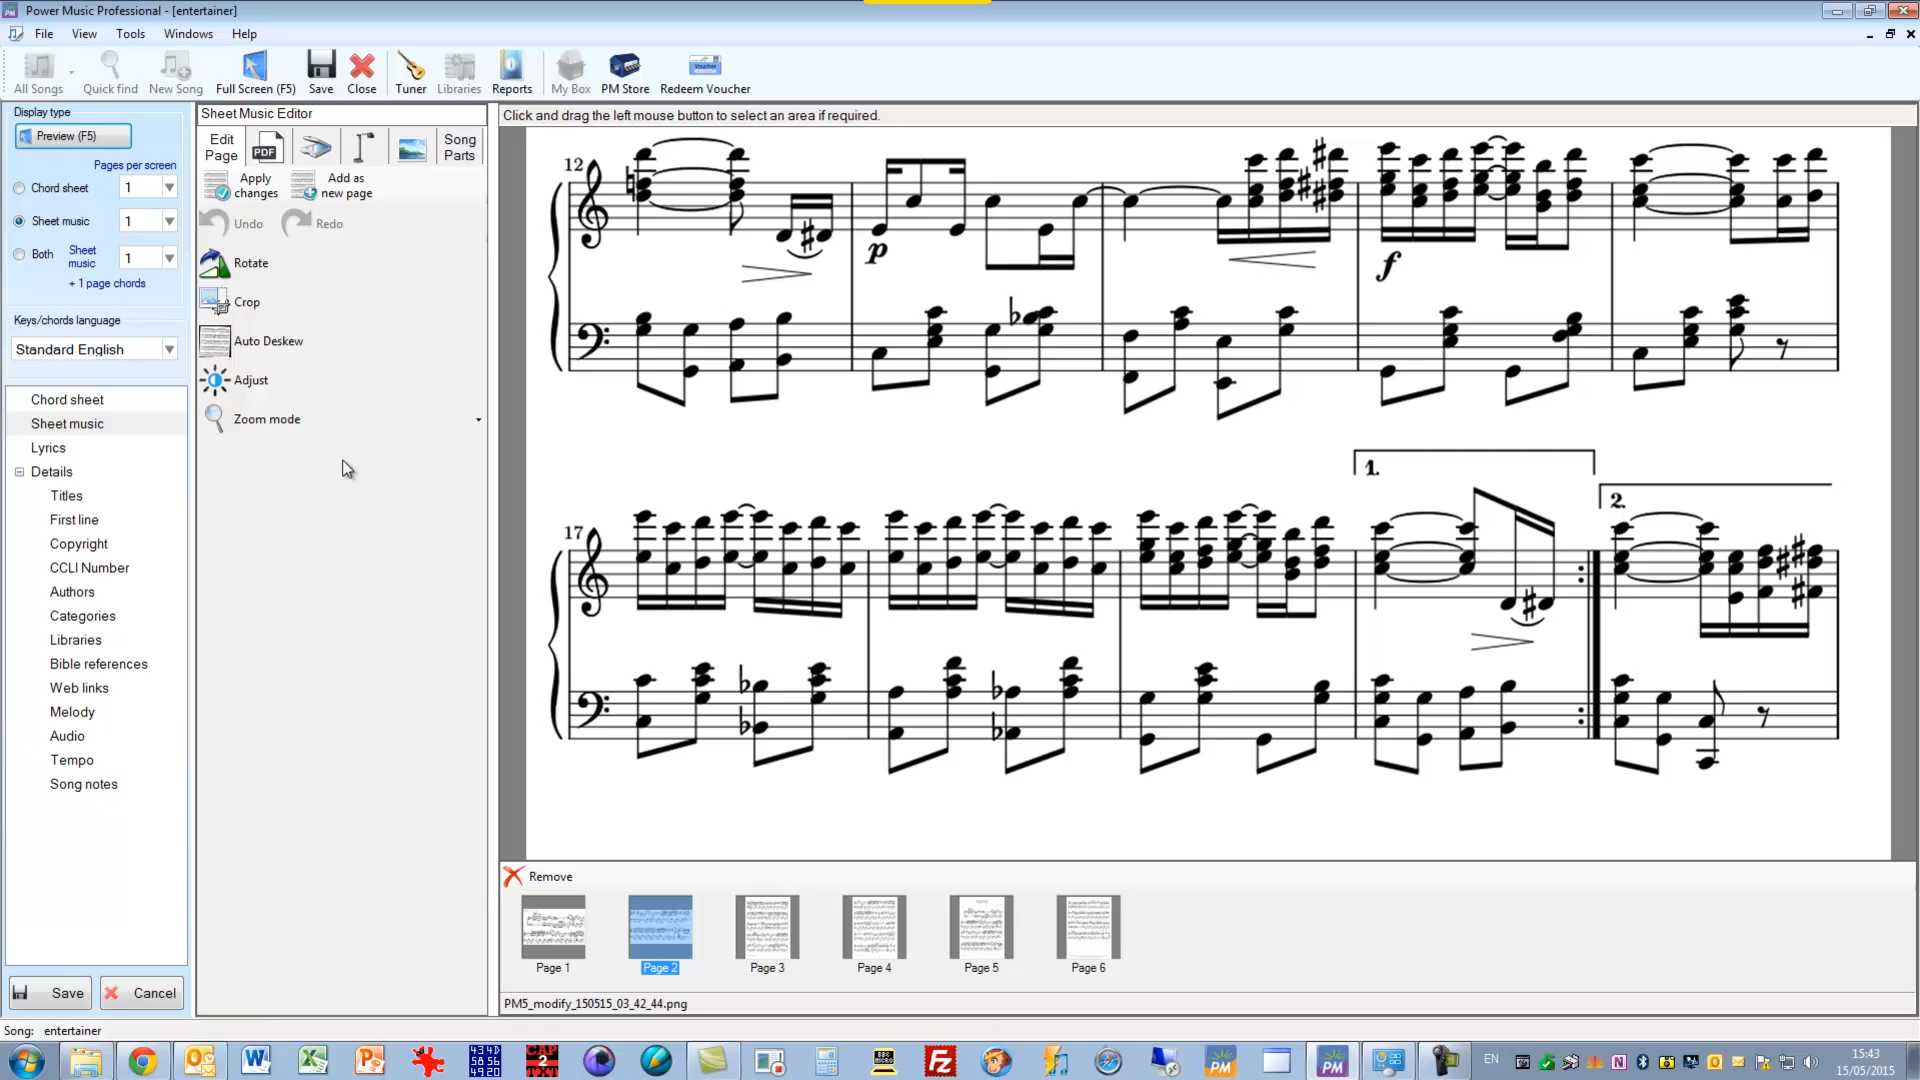 Power Music Professional - [entertainer]
File View Tools Windows Help
All Songs Quick find New Song Full Screen (F5) Save Close Tuner Libraries Reports My Box PM Store Redeem Voucher
Display type
Preview (F5)
Pages per screen
Chord sheet 1
Sheet music 1
Both Sheet music 1
+ 1 page chords
Keys/chords language
Standard English
Chord sheet
Sheet music
Lyrics
Details
Titles
First line
Copyright
CCLI Number
Authors
Categories
Libraries
Bible references
Web links
Melody
Audio
Tempo
Song notes
Save Cancel
Sheet Music Editor
Edit Page PDF Song Parts
Apply changes Add as new page
Undo Redo
Rotate
Crop
Auto Deskew
Adjust
Zoom mode
Click and drag the left mouse button to select an area if required.
12
p f
1. 2.
17
Remove
Page 1 Page 2 Page 3 Page 4 Page 5 Page 6
PM5_modify_150515_03_42_44.png
Song: entertainer
EN
15:43
15/05/2015